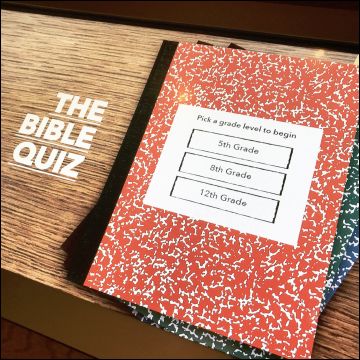 THE
BIBLE
QUIZ
Pick a grade level to begin
5th Grade
8th Grade
12th Grade